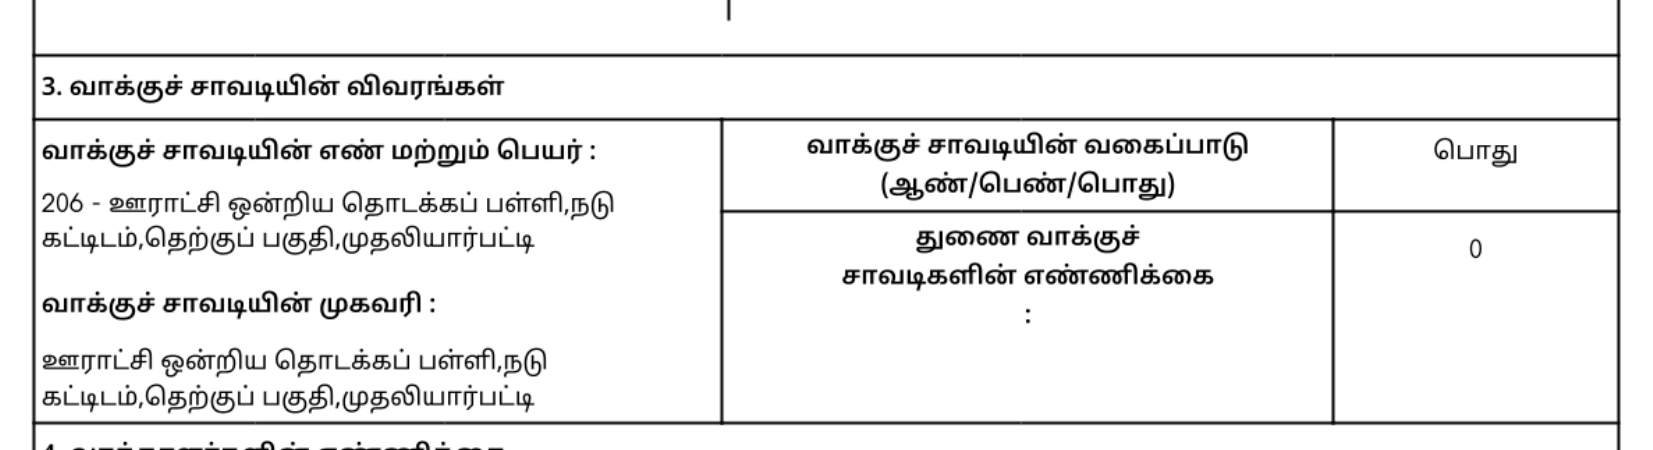 3. வாக்குச் சாவடியின் விவரங்கள்
வாக்குச் சாவடியின் எண் மற்றும் பெயர் :
206 - ஊராட்சி ஒன்றிய தொடக்கப் பள்ளி,நடு
கட்டிடம்,தெற்குப் பகுதி,முதலியார்பட்டி
வாக்குச் சாவடியின் முகவரி :
ஊராட்சி ஒன்றிய தொடக்கப் பள்ளி,நடு
கட்டிடம்,தெற்குப் பகுதி,முதலியார்பட்டி
வாக்குச் சாவடியின் வகைப்பாடு
(ஆண்/பெண்/பொது)
பொது
துணை வாக்குச்
சாவடிகளின் எண்ணிக்கை
:
0